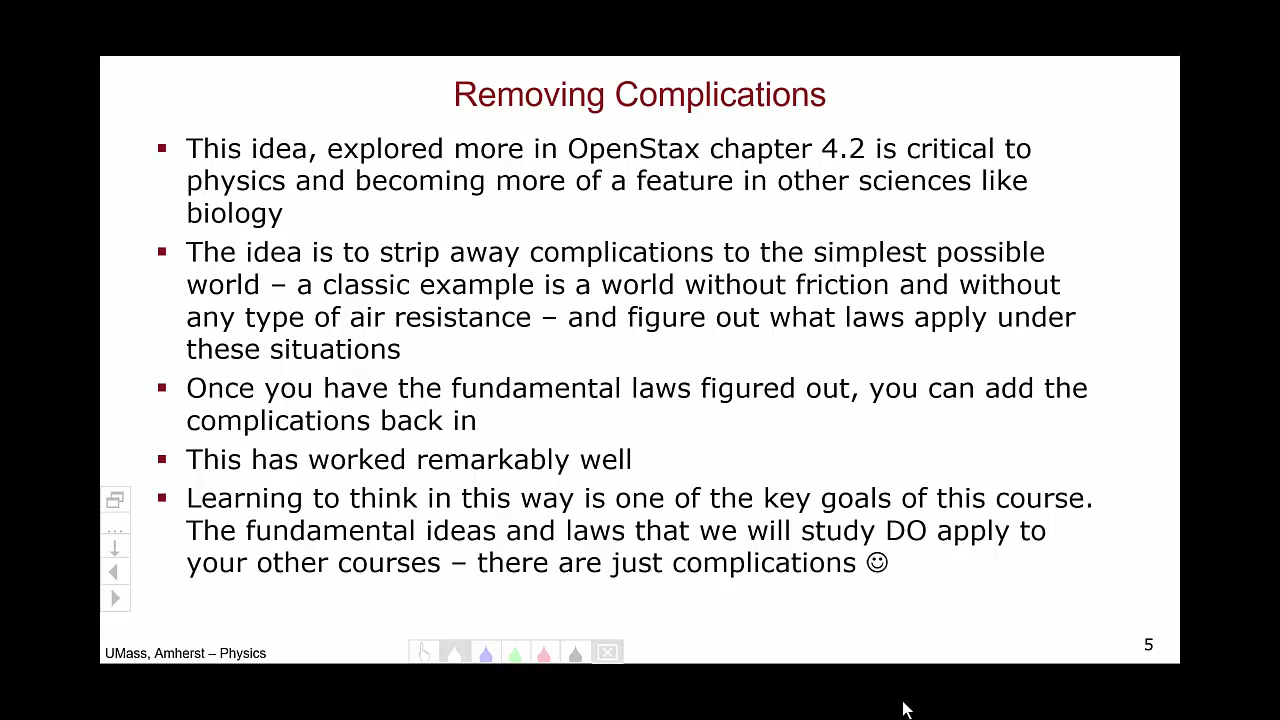 Removing Complications
▪ This idea, explored more in OpenStax chapter 4.2 is critical to
physics and becoming more of a feature in other sciences like
biology
▪ The idea is to strip away complications to the simplest possible
world – a classic example is a world without friction and without
any type of air resistance – and figure out what laws apply under
these situations
▪ Once you have the fundamental laws figured out, you can add the
complications back in
▪ This has worked remarkably well
▪ Learning to think in this way is one of the key goals of this course.
The fundamental ideas and laws that we will study DO apply to
your other courses – there are just complications ☺
UMass, Amherst – Physics
5